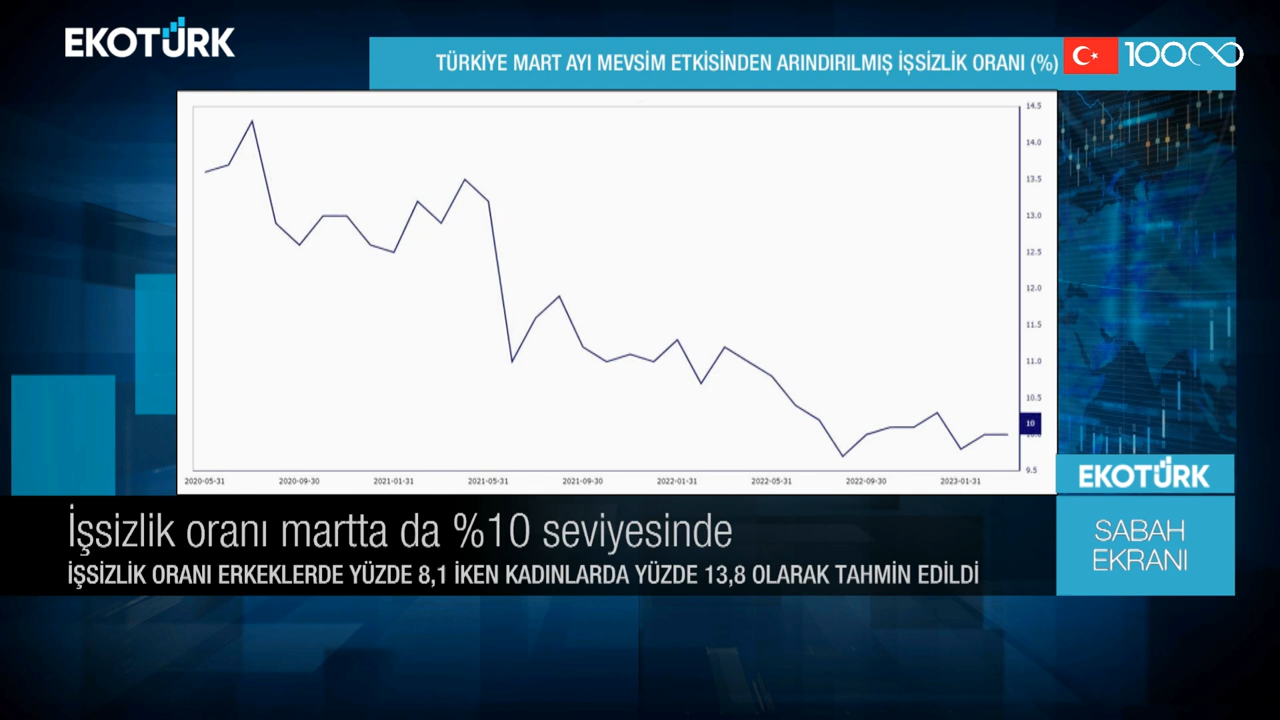 EKOTÜRK
TÜRKİYE MART AYI MEVSİM ETKİSİNDEN ARINDIRILMIŞ İŞSİZLİK ORANI (%)
100
14.5
14.0
13.5
13.0
12.5
12.0
11.5
11.0
10.5
10
10.0
9.5
2020-05-31 2020-09-30 2021-01-31 2021-05-31 2021-09-30 2022-01-31 2022-05-31 2022-09-30 2023-01-31
EKOTÜRK
SABAH
EKRANI
İşsizlik oranı martta da %10 seviyesinde
İŞSİZLİK ORANI ERKEKLERDE YÜZDE 8,1 İKEN KADINLARDA YÜZDE 13,8 OLARAK TAHMİN EDİLDİ